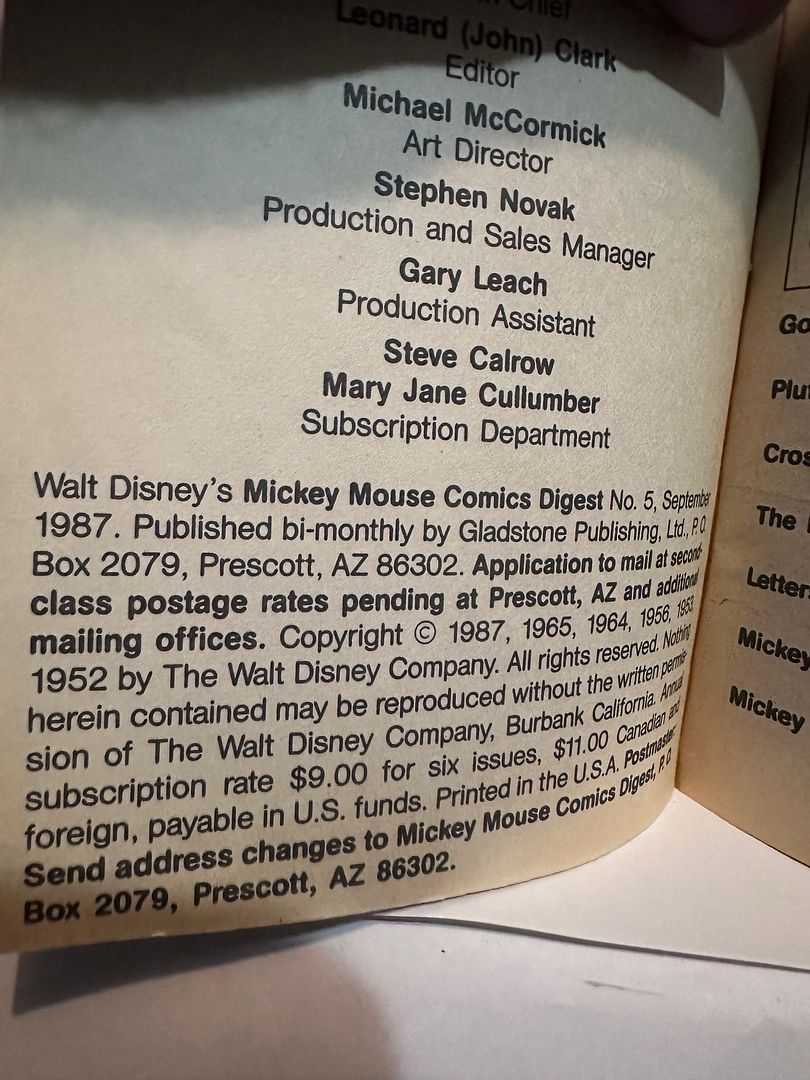 Chief
Leonard (John) Clark
Editor
Michael McCormick
Art Director
Stephen Novak
Production and Sales Manager
Gary Leach
Production Assistant
Steve Calrow
Mary Jane Cullumber
Subscription Department
Walt Disney's Mickey Mouse Comics Digest No. 5, September
1987. Published bi-monthly by Gladstone Publishing, Ltd., P.O.
Box 2079, Prescott, AZ 86302. Application to mail at second-
class postage rates pending at Prescott, AZ and additional
mailing offices. Copyright © 1987, 1965, 1964, 1956, 1953,
1952 by The Walt Disney Company. All rights reserved. Nothing
herein contained may be reproduced without the written permis-
sion of The Walt Disney Company, Burbank California. Annual
subscription rate $9.00 for six issues, $11.00 Canadian and
foreign, payable in U.S. funds. Printed in the U.S.A. Postmaster:
Send address changes to Mickey Mouse Comics Digest, P.O.
Box 2079, Prescott, AZ 86302.
Go
Plut
Cros
The
Letter
Mickey
Mickey